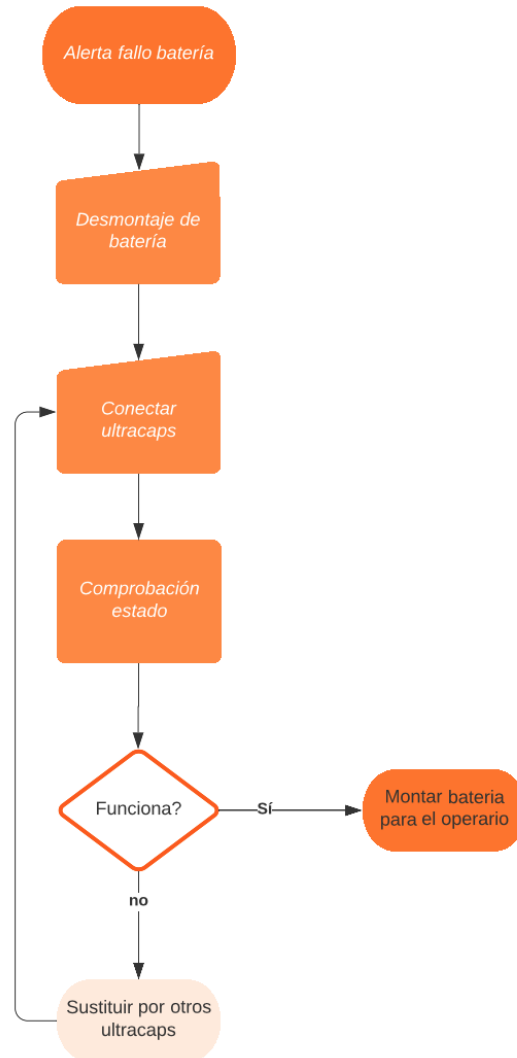 Alerta fallo batería
Desmontaje de
batería
Conectar
ultracaps
Comprobación
estado
Funciona?
Sí
Montar bateria
para el operario
no
Sustituir por otros
ultracaps